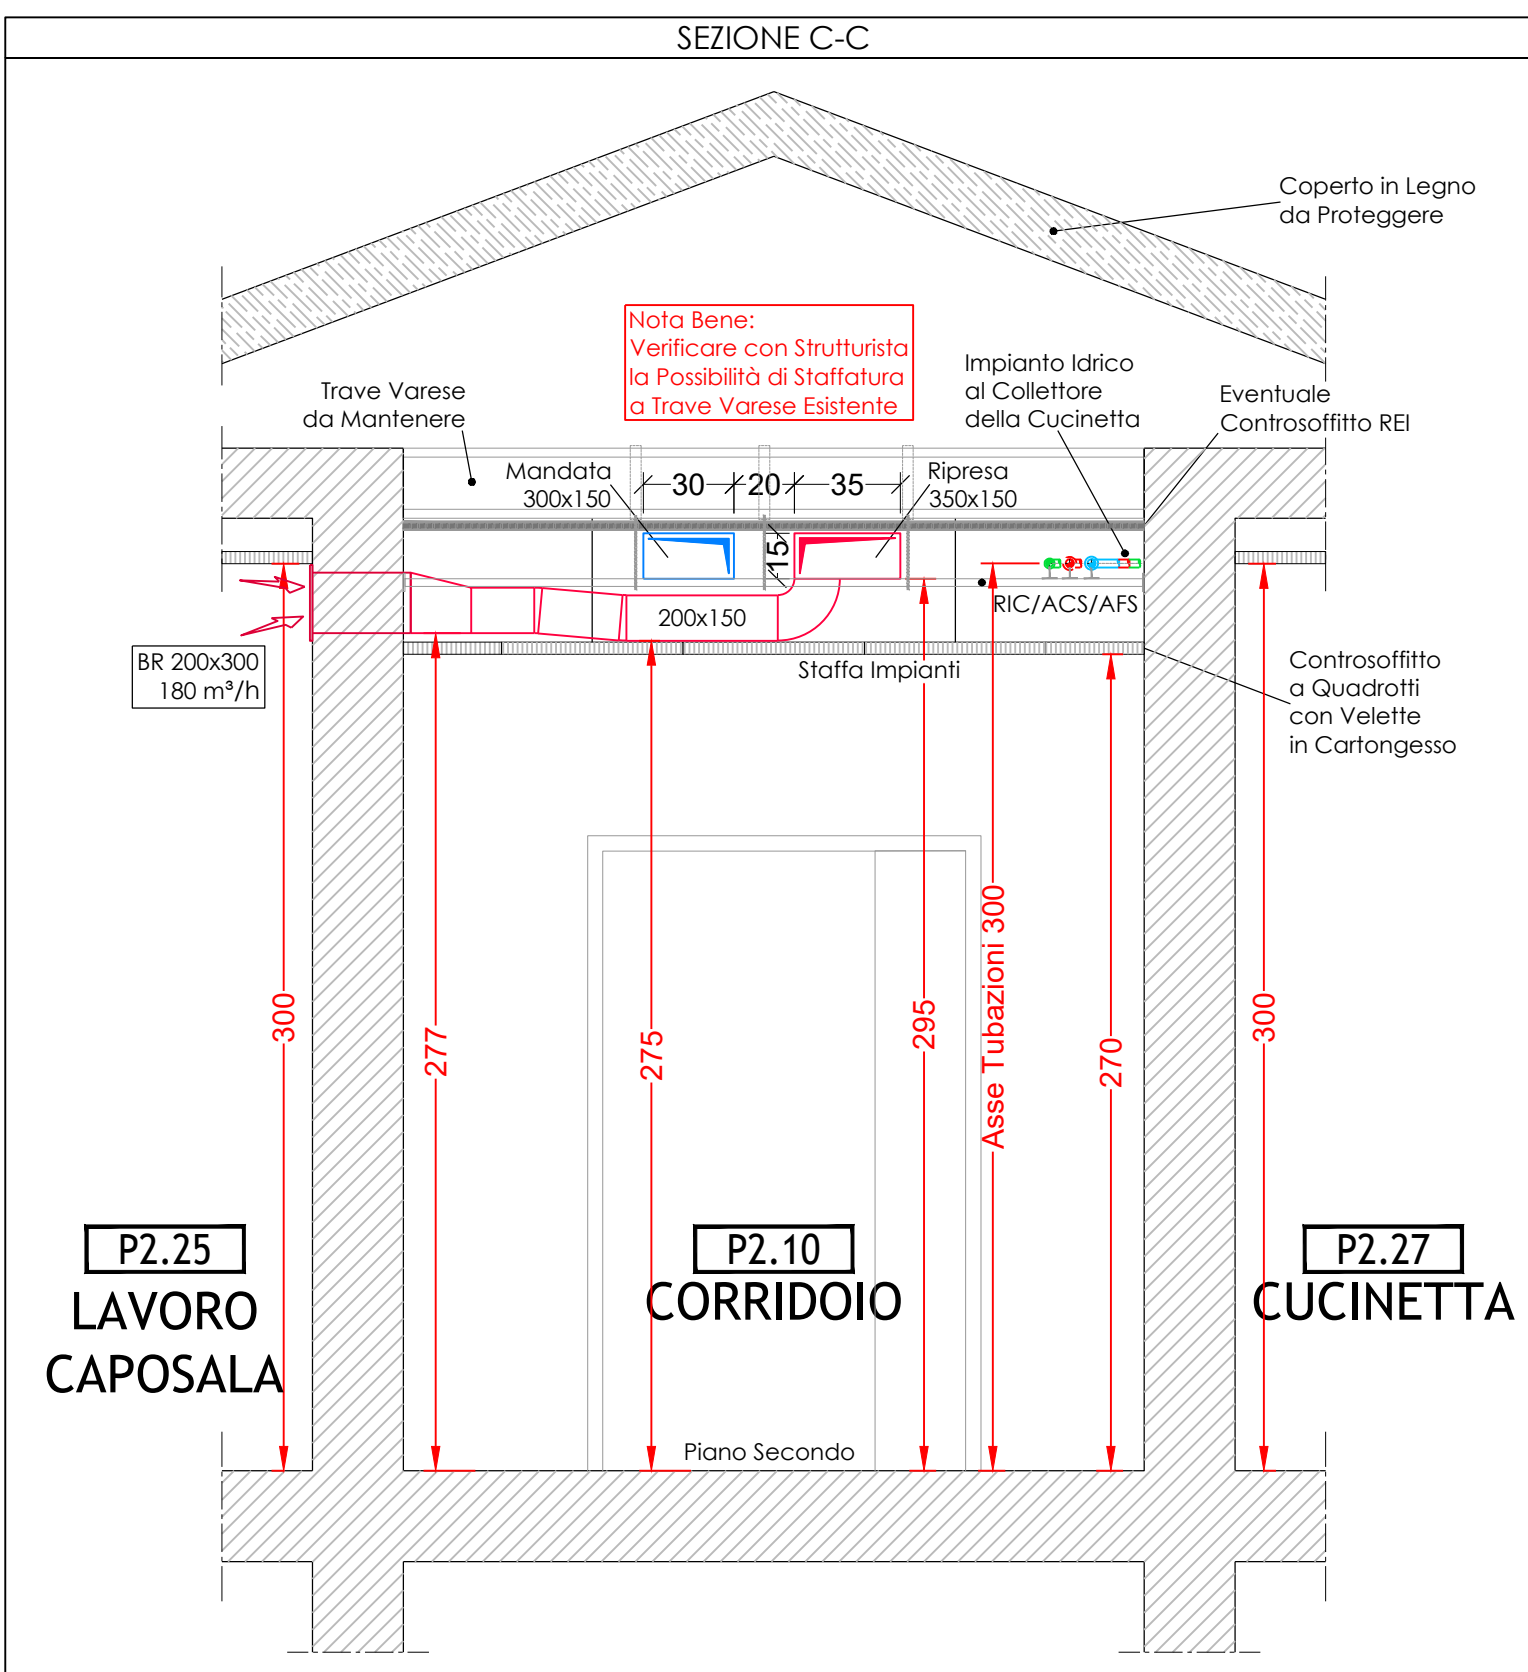 SEZIONE C-C
Coperto in Legno
da Proteggere
Nota Bene:
Verificare con Strutturista
la Possibilità di Staffatura
a Trave Varese Esistente
Trave Varese
da Mantenere
Impianto Idrico
al Collettore
della Cucinetta
Eventuale
Controsoffitto REI
Mandata
300x150
30
20
35
Ripresa
350x150
15
200x150
RIC/ACS/AFS
BR 200x300
180 m³/h
Staffa Impianti
Controsoffitto
a Quadrotti
con Velette
in Cartongesso
300
277
275
295
Asse Tubazioni 300
270
300
P2.25
LAVORO
CAPOSALA
P2.10
CORRIDOIO
P2.27
CUCINETTA
Piano Secondo